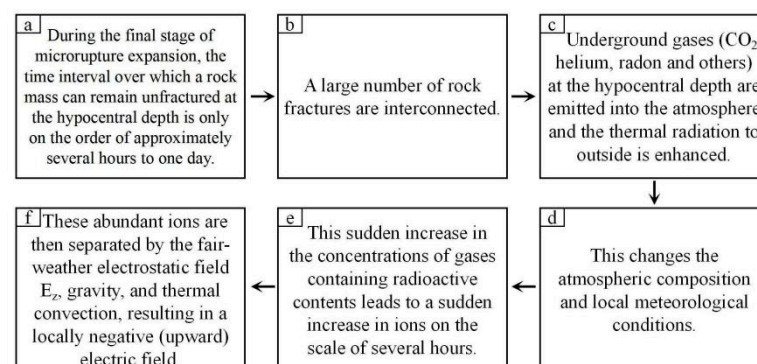 a
During the final stage of
microrupture expansion, the
time interval over which a rock
mass can remain unfractured at
the hypocentral depth is only
on the order of approximately
several hours to one day.
b
A large number of rock
fractures are interconnected.
c
Underground gases (CO₂
helium, radon and others)
at the hypocentral depth are
emitted into the atmosphere
and the thermal radiation to
outside is enhanced.
d
This changes the
atmospheric composition
and local meteorological
conditions.
e
This sudden increase in
the concentrations of gases
containing radioactive
contents leads to a sudden
increase in ions on the
scale of several hours.
f
These abundant ions are
then separated by the fair-
weather electrostatic field
E₂, gravity, and thermal
convection, resulting in a
locally negative (upward)
electric field